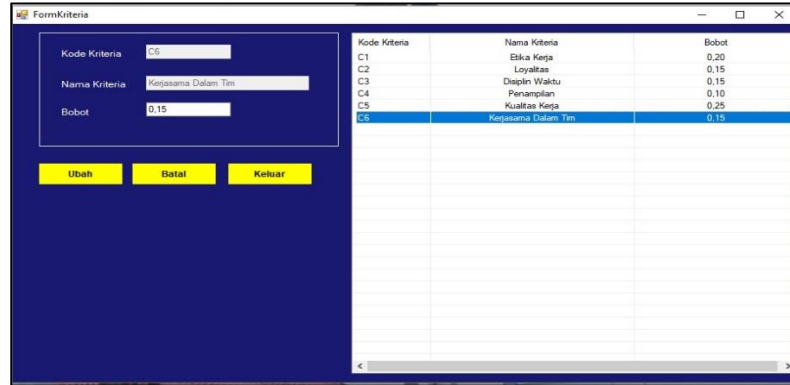 FormKriteria
Kode Kriteria C6
Nama Kriteria Kerjasama Dalam Tim
Bobot 0,15
Ubah Batal Keluar
Kode Kriteria Nama Kriteria Bobot
C1 Etika Kerja 0,20
C2 Loyalitas 0,15
C3 Disiplin Waktu 0,15
C4 Penampilan 0,10
C5 Kualitas Kerja 0,25
C6 Kerjasama Dalam Tim 0,15